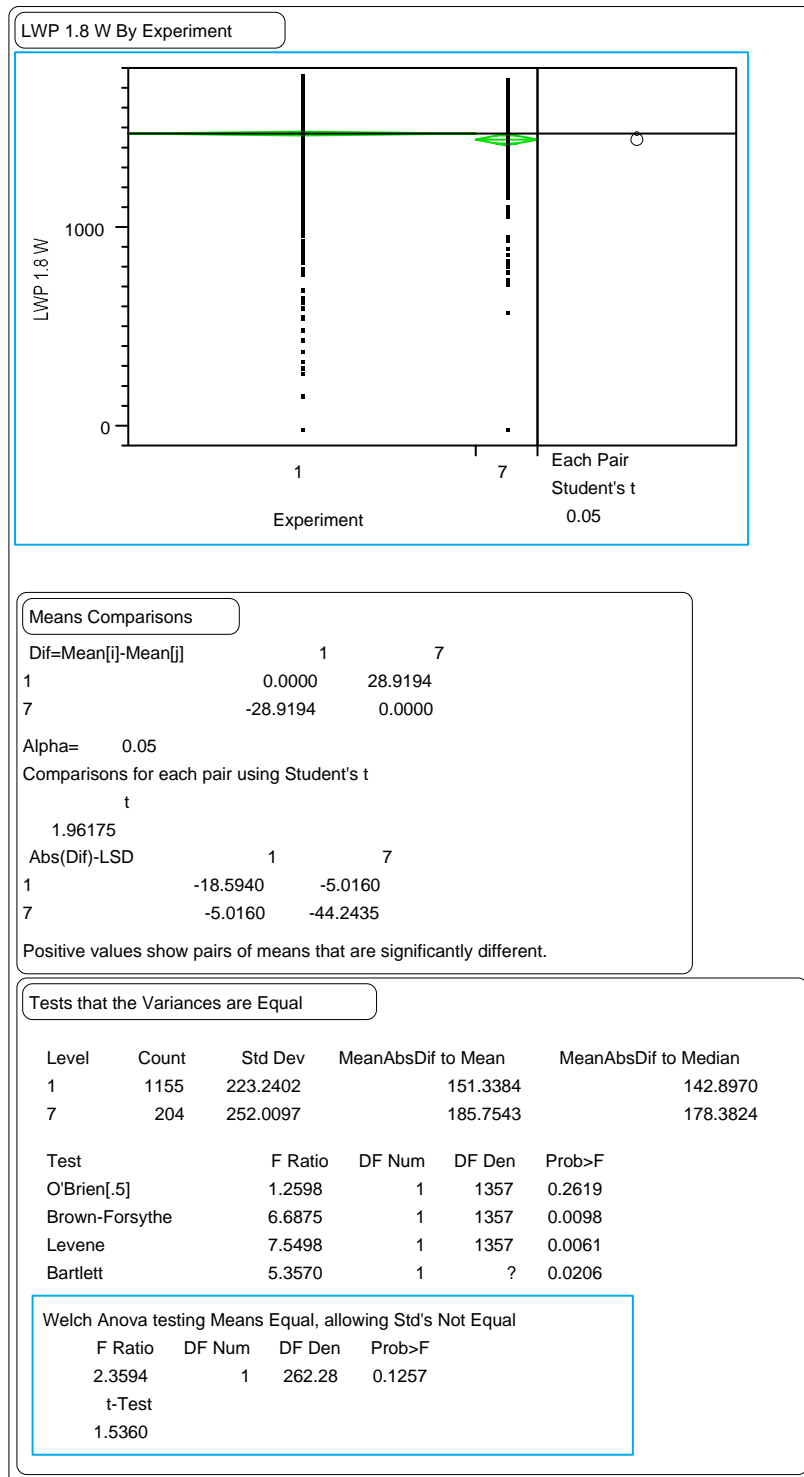 LWP 1.8 W By Experiment
LWP 1.8 W
1000
0
1 7
Experiment
Each Pair
Student's t
0.05
Means Comparisons
Dif=Mean[i]-Mean[j] 1 7
1 0.0000 28.9194
7 -28.9194 0.0000
Alpha= 0.05
Comparisons for each pair using Student's t
t
1.96175
Abs(Dif)-LSD 1 7
1 -18.5940 -5.0160
7 -5.0160 -44.2435
Positive values show pairs of means that are significantly different.
Tests that the Variances are Equal
Level Count Std Dev MeanAbsDif to Mean MeanAbsDif to Median
1 1155 223.2402 151.3384 142.8970
7 204 252.0097 185.7543 178.3824
Test F Ratio DF Num DF Den Prob>F
O'Brien[.5] 1.2598 1 1357 0.2619
Brown-Forsythe 6.6875 1 1357 0.0098
Levene 7.5498 1 1357 0.0061
Bartlett 5.3570 1 ? 0.0206
Welch Anova testing Means Equal, allowing Std's Not Equal
F Ratio DF Num DF Den Prob>F
2.3594 1 262.28 0.1257
t-Test
1.5360